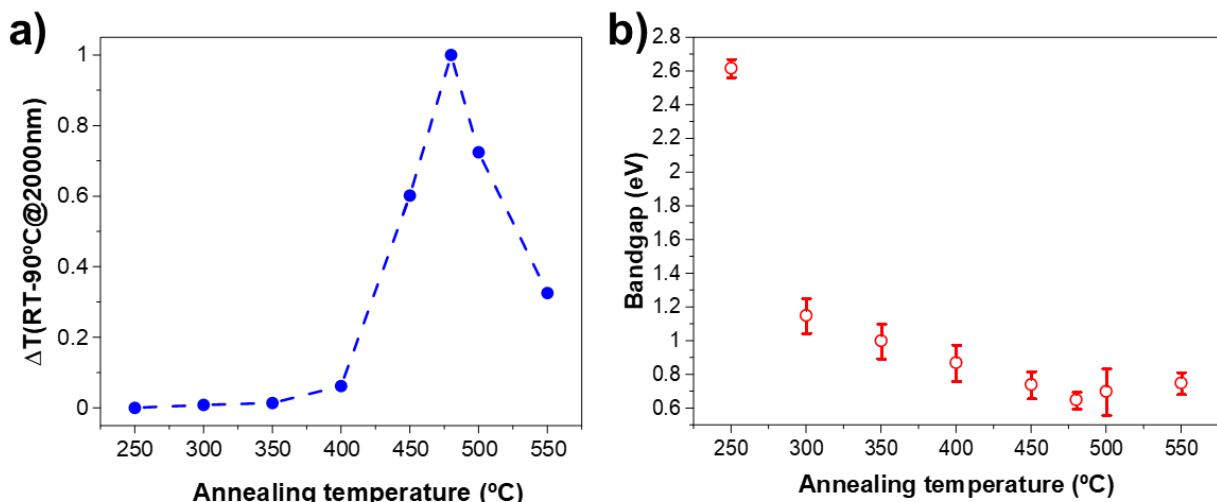 a)
ΔT(RT-90ºC@2000nm)
1
0.8
0.6
0.4
0.2
0
250 300 350 400 450 500 550
Annealing temperature (ºC)
b)
Bandgap (eV)
2.8
2.6
2.4
2.2
2
1.8
1.6
1.4
1.2
1
0.8
0.6
250 300 350 400 450 500 550
Annealing temperature (ºC)